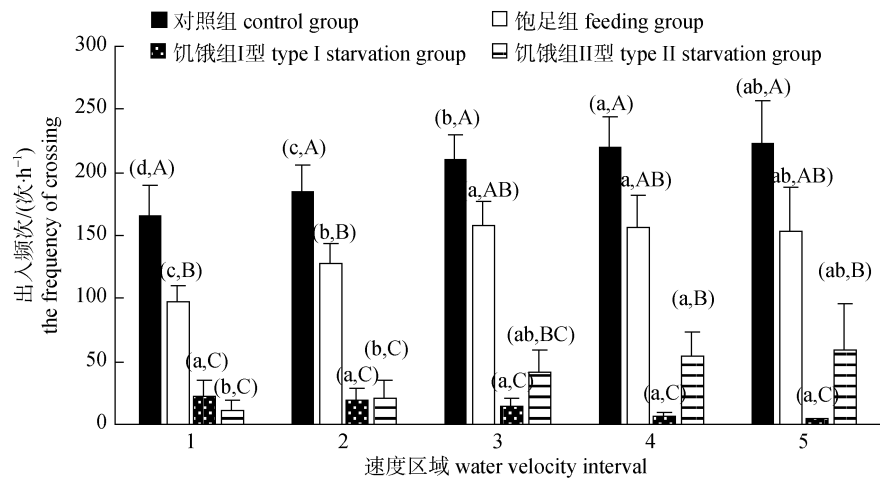 对照组 control group
饱足组 feeding group
饥饿组I型 type I starvation group
饥饿组II型 type II starvation group
出入频次/(次·h⁻¹)
the frequency of crossing
300
250
200
150
100
50
0
(d,A)
(c,B)
(a,C)
(b,C)
(c,A)
(b,B)
(a,C)
(b,C)
(b,A)
(a,AB)
(a,C)
(ab,BC)
(a,A)
(a,AB)
(a,C)
(a,B)
(ab,A)
(ab,AB)
(a,C)
(ab,B)
1
2
3
4
5
速度区域 water velocity interval